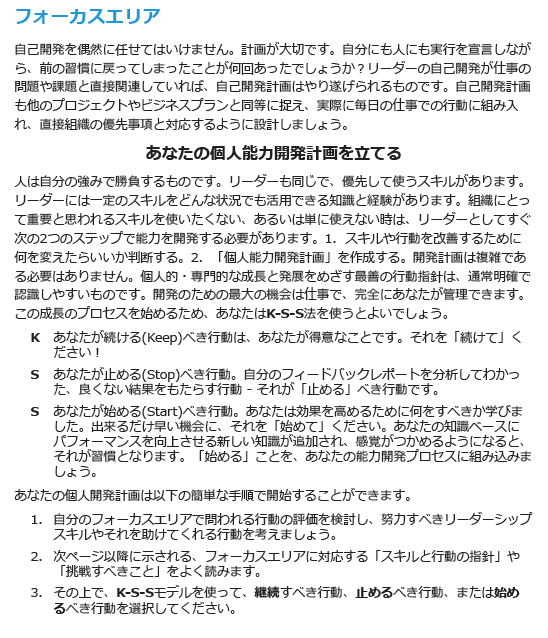 フォーカスエリア
自己開発を偶然に任せてはいけません。計画が大切です。自分にも人にも実行を宣言しなが
ら、前の習慣に戻ってしまったことが何回あったでしょうか？リーダーの自己開発が仕事の
問題や課題と直接関連していれば、自己開発計画はやり遂げられるものです。自己開発計画
も他のプロジェクトやビジネスプランと同等に捉え、実際に毎日の仕事での行動に組み入
れ、直接組織の優先事項と対応するように設計しましょう。
あなたの個人能力開発計画を立てる
人は自分の強みで勝負するものです。リーダーも同じで、優先して使うスキルがあります。
リーダーには一定のスキルをどんな状況でも活用できる知識と経験があります。組織にとっ
て重要と思われるスキルを使いたくない、あるいは単に使えない時は、リーダーとしてすぐ
次の2つのステップで能力を開発する必要があります。1．スキルや行動を改善するために
何を変えたらいいか判断する。2．「個人能力開発計画」を作成する。開発計画は複雑であ
る必要はありません。個人的・専門的な成長と発展をめざす最善の行動指針は、通常明確で
認識しやすいものです。開発のための最大の機会は仕事で、完全にあなたが管理できます。
この成長のプロセスを始めるため、あなたはK-S-S法を使うとよいでしょう。
K あなたが続ける(Keep)べき行動は、あなたが得意なことです。それを「続けて」く
ださい！
S あなたが止める(Stop)べき行動。自分のフィードバックレポートを分析してわかっ
た、良くない結果をもたらす行動 - それが「止める」べき行動です。
S あなたが始める(Start)べき行動。あなたは効果を高めるために何をすべきか学びま
した。出来るだけ早い機会に、それを「始めて」ください。あなたの知識ベースに
パフォーマンスを向上させる新しい知識が追加され、感覚がつかめるようになると、
それが習慣となります。「始める」ことを、あなたの能力開発プロセスに組み込みま
しょう。
あなたの個人開発計画は以下の簡単な手順で開始することができます。
1. 自分のフォーカスエリアで問われる行動の評価を検討し、努力すべきリーダーシップ
スキルやそれを助けてくれる行動を考えましょう。
2. 次ページ以降に示される、フォーカスエリアに対応する「スキルと行動の指針」や
「挑戦すべきこと」をよく読みます。
3. その上で、K-S-Sモデルを使って、継続すべき行動、止めるべき行動、または始め
るべき行動を選択してください。